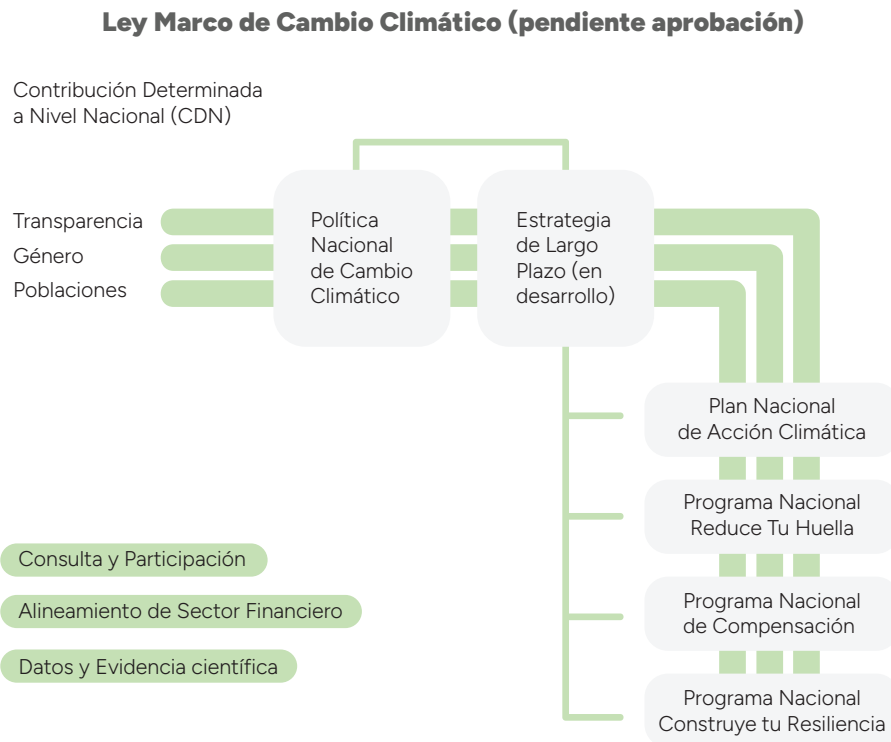 Ley Marco de Cambio Climático (pendiente aprobación)
Contribución Determinada
a Nivel Nacional (CDN)
Transparencia
Género
Poblaciones
Política
Nacional
de Cambio
Climático
Estrategia
de Largo
Plazo (en
desarrollo)
Plan Nacional
de Acción Climática
Programa Nacional
Reduce Tu Huella
Programa Nacional
de Compensación
Programa Nacional
Construye tu Resiliencia
Consulta y Participación
Alineamiento de Sector Financiero
Datos y Evidencia científica